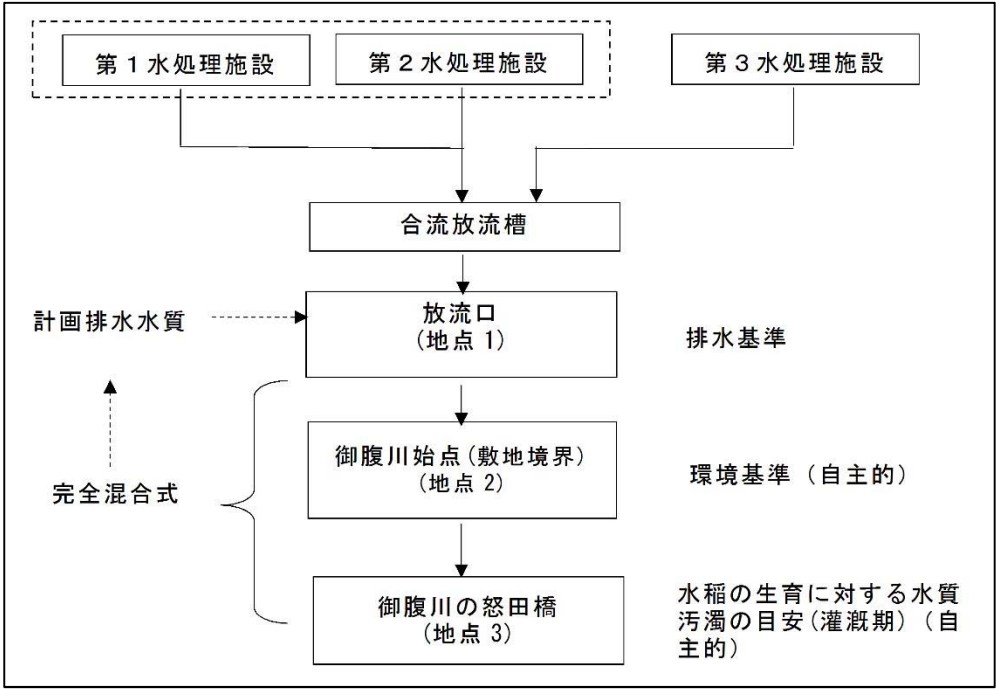 第１水処理施設
第２水処理施設
第３水処理施設
合流放流槽
計画排水水質
放流口
(地点 1)
排水基準
御腹川始点(敷地境界)
(地点 2)
環境基準（自主的）
完全混合式
御腹川の怒田橋
(地点 3)
水稲の生育に対する水質
汚濁の目安(灌漑期)（自
主的）